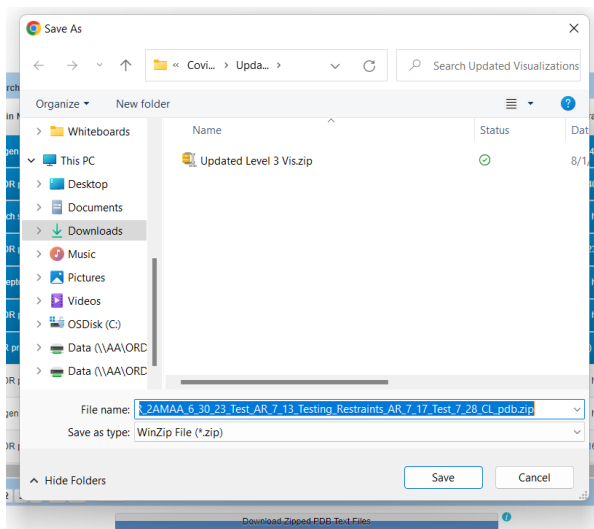 Save As
« Covi... › Upda... ›
Search Updated Visualizations
Organize
New folder
Name
Status
Dat
Whiteboards
This PC
Updated Level 3 Vis.zip
8/1/
Desktop
Documents
Downloads
Music
Pictures
Videos
OSDisk (C:)
Data (\\AA\ORD
Data (\\AA\ORD
File name:
_2AMAA_6_30_23_Test_AR_7_13_Testing_Restraints_AR_7_17_Test_7_28_CL_pdb.zip
Save as type: WinZip File (*.zip)
Hide Folders
Save
Cancel
Download Zipped PDB Text Files